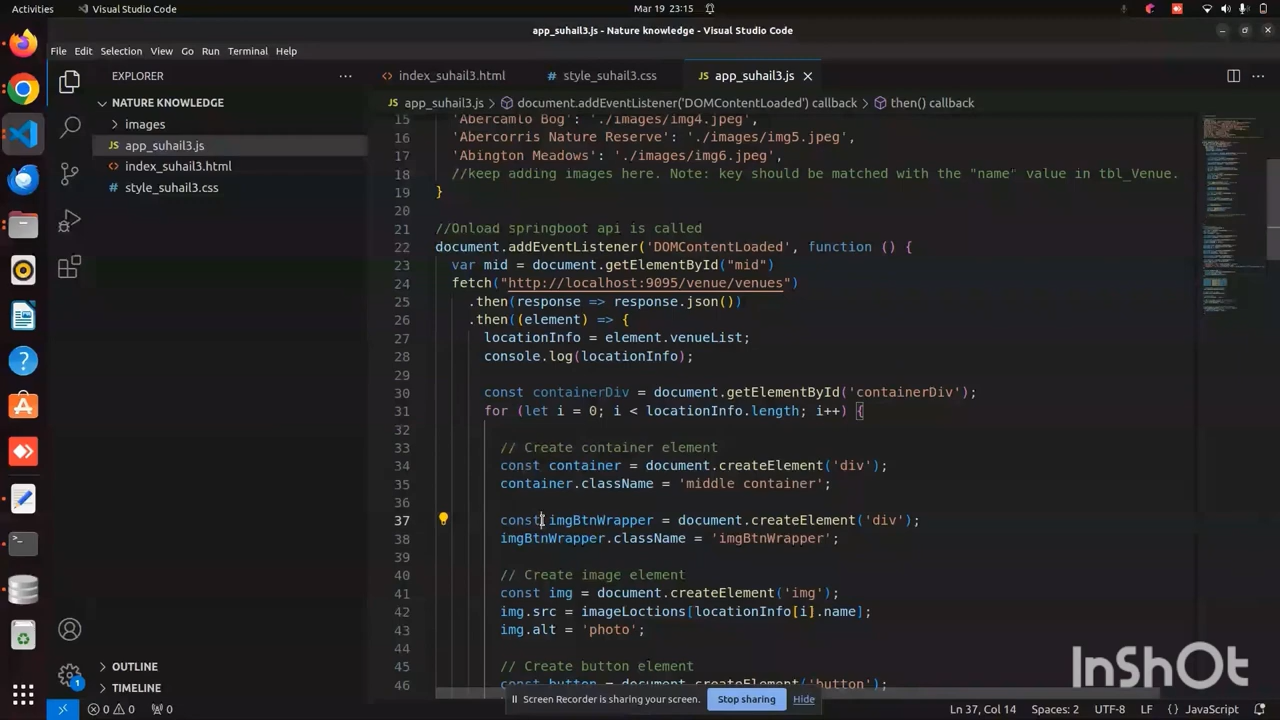 Activities
Visual Studio Code
Mar 19 23:15
app_suhail3.js - Nature knowledge - Visual Studio Code
File Edit Selection View Go Run Terminal Help
EXPLORER
NATURE KNOWLEDGE
images
app_suhail3.js
index_suhail3.html
style_suhail3.css
OUTLINE
TIMELINE
index_suhail3.html
style_suhail3.css
app_suhail3.js
app_suhail3.js > document.addEventListener('DOMContentLoaded') callback > then() callback
15 'Abercamlo Bog': './images/img4.jpeg',
16 'Abercorris Nature Reserve': './images/img5.jpeg',
17 'Abington Meadows': './images/img6.jpeg',
18 //keep adding images here. Note: key should be matched with the "name" value in tbl_Venue.
19 }
20
21 //Onload springboot api is called
22 document.addEventListener('DOMContentLoaded', function () {
23 var mid = document.getElementById("mid")
24 fetch("http://localhost:9095/venue/venues")
25 .then(response => response.json())
26 .then((element) => {
27 locationInfo = element.venueList;
28 console.log(locationInfo);
29
30 const containerDiv = document.getElementById('containerDiv');
31 for (let i = 0; i < locationInfo.length; i++) {
32
33 // Create container element
34 const container = document.createElement('div');
35 container.className = 'middle container';
36
37 const imgBtnWrapper = document.createElement('div');
38 imgBtnWrapper.className = 'imgBtnWrapper';
39
40 // Create image element
41 const img = document.createElement('img');
42 img.src = imageLoctions[locationInfo[i].name];
43 img.alt = 'photo';
44
45 // Create button element
46 const button = document.createElement('button');
InShOt
Screen Recorder is sharing your screen. Stop sharing Hide
0 0 0 Ln 37, Col 14 Spaces: 2 UTF-8 LF {} JavaScript